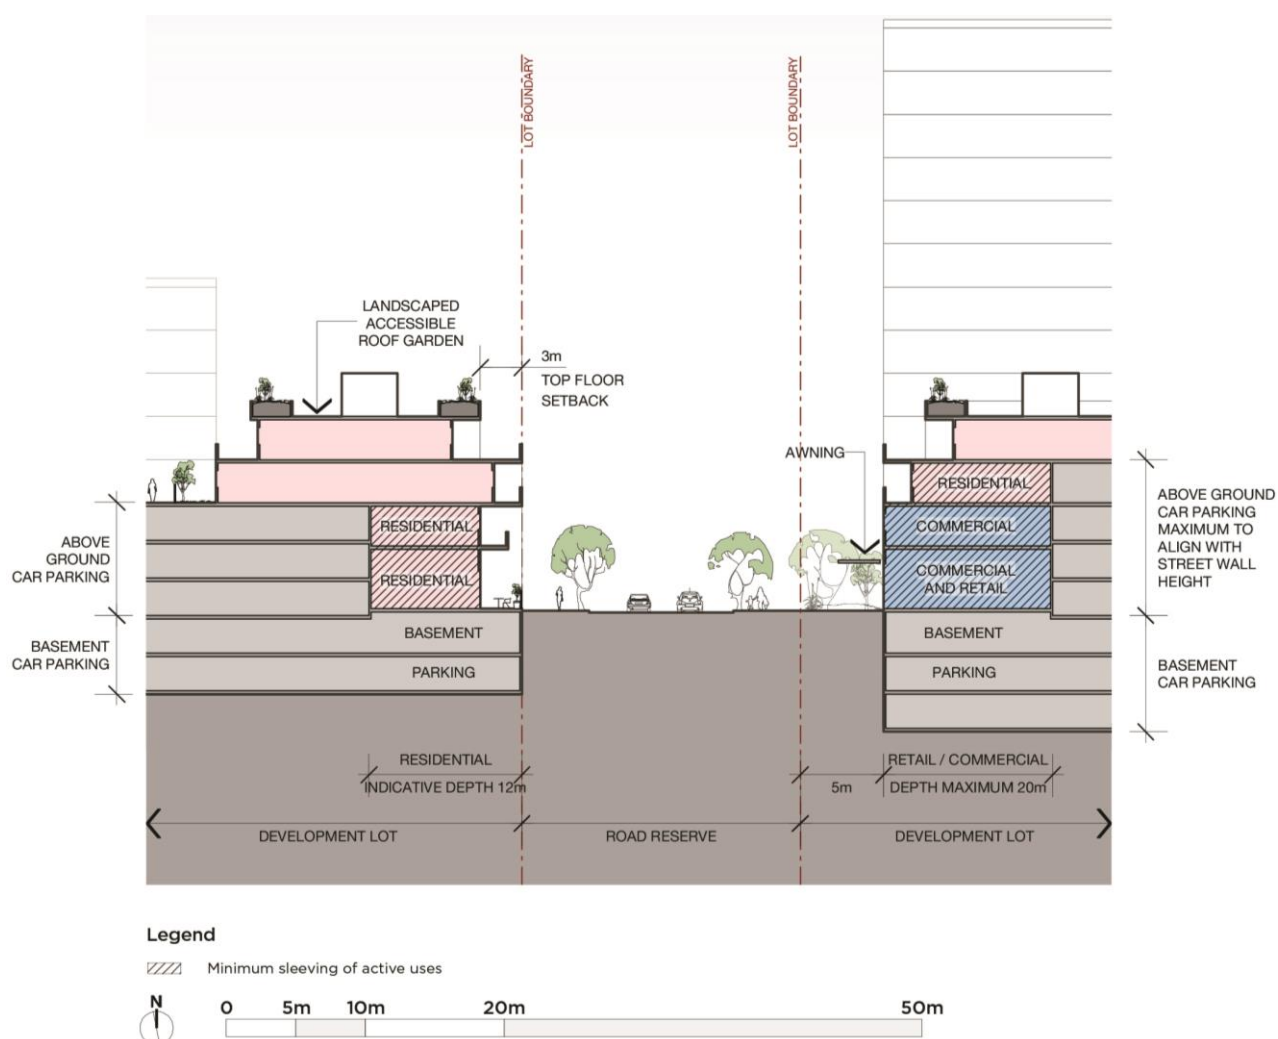 LOT BOUNDARY
LOT BOUNDARY
LANDSCAPED
ACCESSIBLE
ROOF GARDEN
3m
TOP FLOOR
SETBACK
AWNING
RESIDENTIAL
COMMERCIAL
COMMERCIAL
AND RETAIL
RESIDENTIAL
RESIDENTIAL
ABOVE
GROUND
CAR PARKING
ABOVE GROUND
CAR PARKING
MAXIMUM TO
ALIGN WITH
STREET WALL
HEIGHT
BASEMENT
CAR PARKING
BASEMENT
PARKING
BASEMENT
PARKING
BASEMENT
CAR PARKING
RESIDENTIAL
INDICATIVE DEPTH 12m
5m
RETAIL / COMMERCIAL
DEPTH MAXIMUM 20m
DEVELOPMENT LOT
ROAD RESERVE
DEVELOPMENT LOT
Legend
Minimum sleeving of active uses
N
0 5m 10m 20m 50m